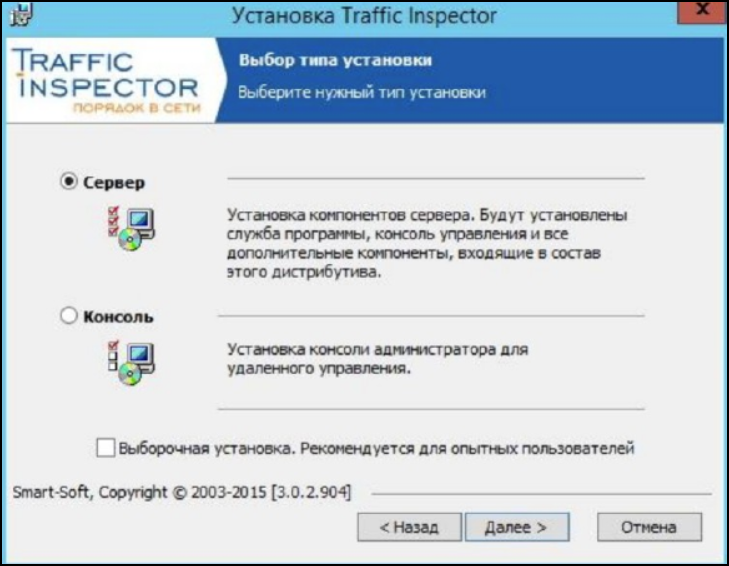 Установка Traffic Inspector
x
TRAFFIC
INSPECTOR
ПОРЯДОК В СЕТИ
Выбор типа установки
Выберите нужный тип установки
Сервер
Установка компонентов сервера. Будут установлены
служба программы, консоль управления и все
дополнительные компоненты, входящие в состав
этого дистрибутива.
Консоль
Установка консоли администратора для
удаленного управления.
Выборочная установка. Рекомендуется для опытных пользователей
Smart-Soft, Copyright © 2003-2015 [3.0.2.904]
< Назад
Далее >
Отмена